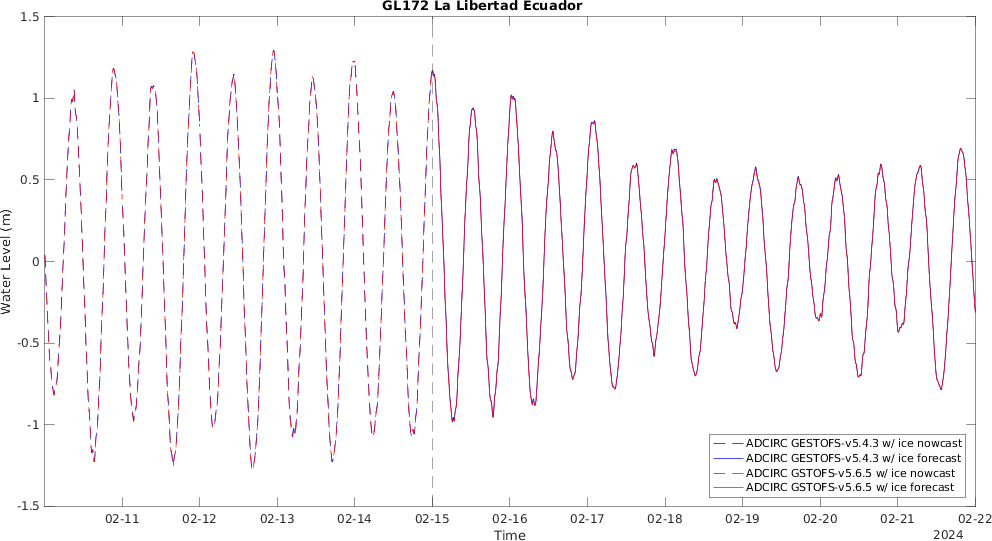 GL172 La Libertad Ecuador
1.5
1
0.5
0
-0.5
-1
-1.5
Water Level (m)
ADCIRC GESTOFS-v5.4.3 w/ ice nowcast
ADCIRC GESTOFS-v5.4.3 w/ ice forecast
ADCIRC GSTOFS-v5.6.5 w/ ice nowcast
ADCIRC GSTOFS-v5.6.5 w/ ice forecast
02-11 02-12 02-13 02-14 02-15 02-16 02-17 02-18 02-19 02-20 02-21 02-22
Time
2024